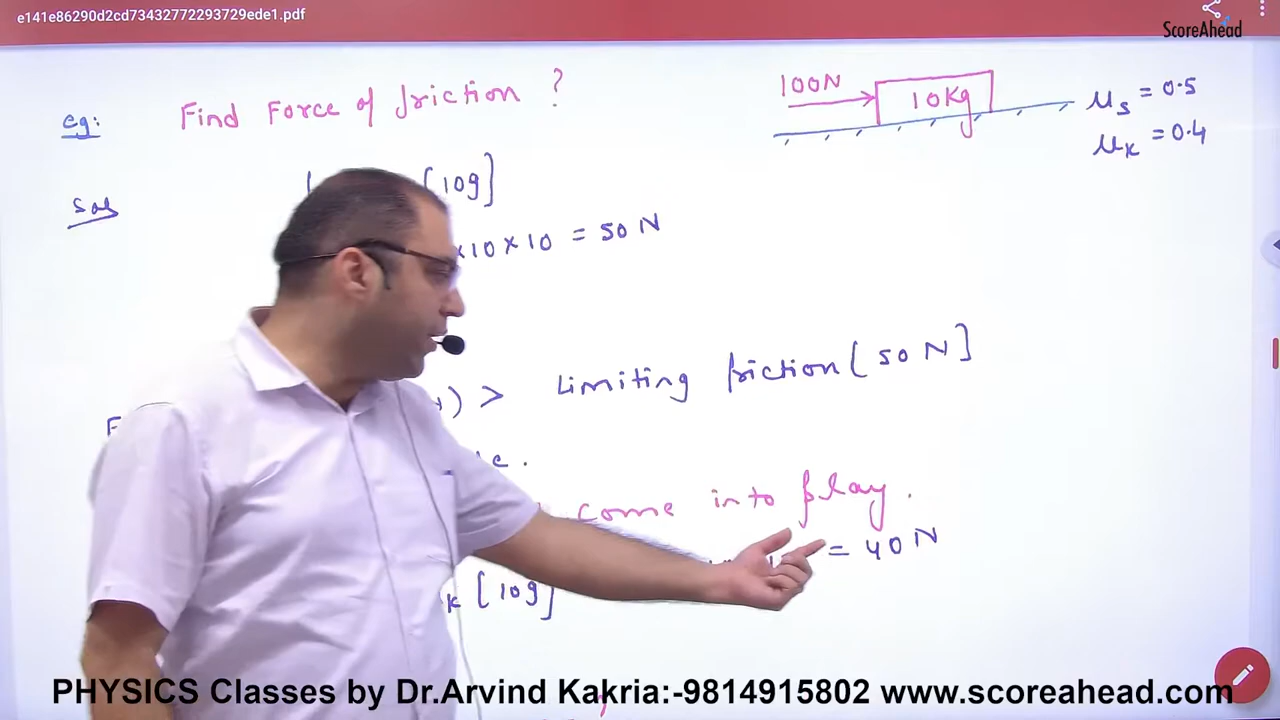 e141e86290d2cd73434772293729ede1.pdf
ScoreAhead
eg: Find Force of friction ?
100N
10Kg
μs = 0.5
μk = 0.4
Sol
[10g]
×10×10 = 50 N
) > Limiting friction [50 N]
come into play.
= 40 N
k [10g]
PHYSICS Classes by Dr.Arvind Kakria:-9814915802 www.scoreahead.com